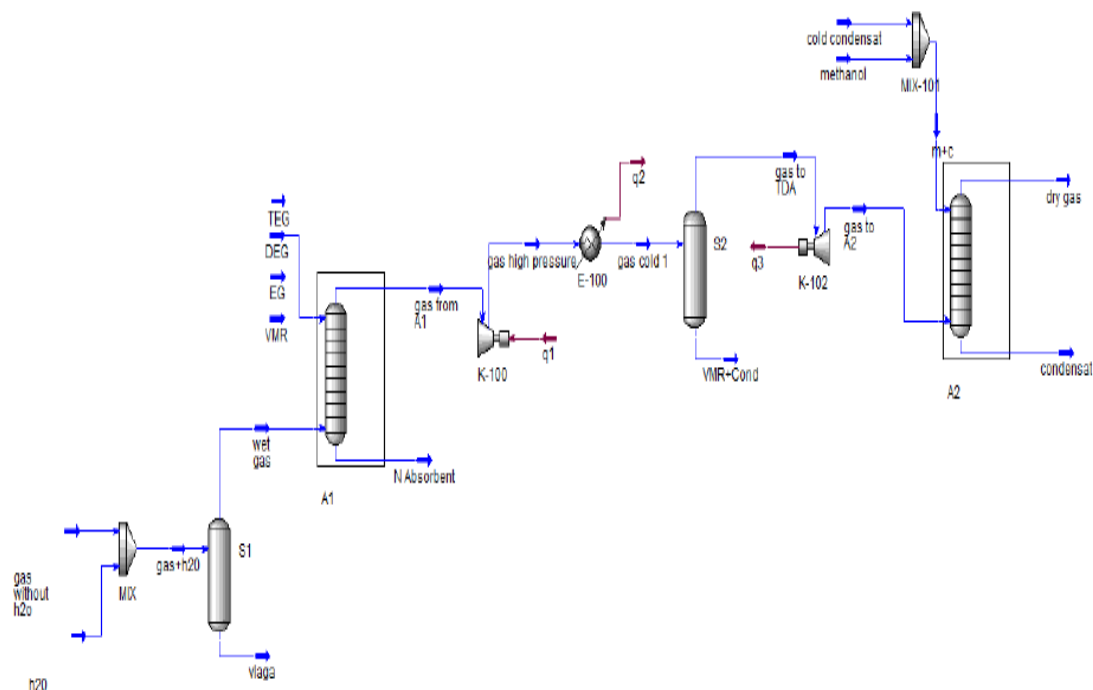 cold condensat
methanol
MIX-101
m+c
dry gas
A2
condensat
gas to
TDA
gas to
A2
S2
q3
K-102
q2
gas high pressure
E-100
gas cold 1
VMR+Cond
TEG
DEG
EG
VMR
gas from
A1
K-100
q1
wet
gas
N Absorbent
A1
gas
without
h2o
MIX
gas+h20
S1
vlaga
h20